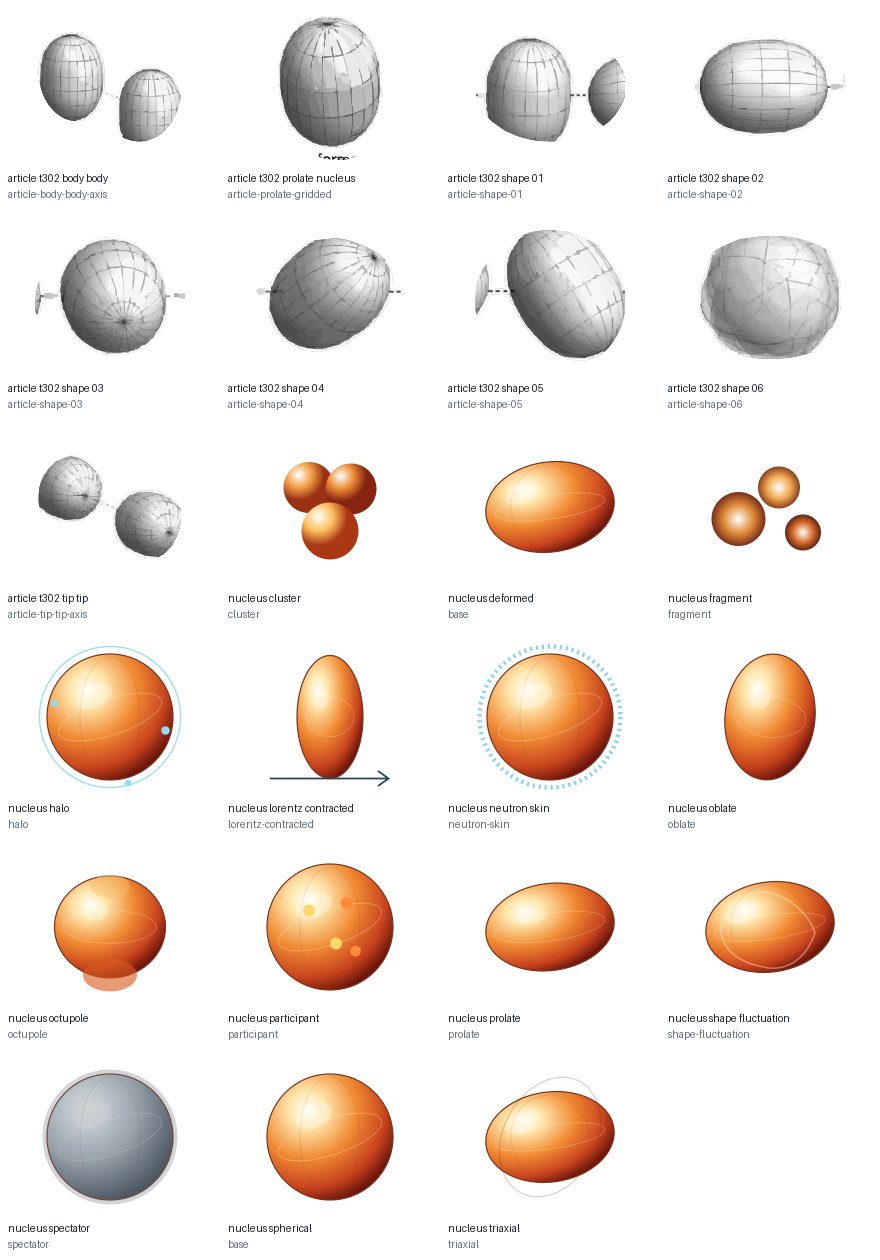 article t302 body body
article-body-body-axis
article t302 prolate nucleus
article-prolate-gridded
article t302 shape 01
article-shape-01
article t302 shape 02
article-shape-02
article t302 shape 03
article-shape-03
article t302 shape 04
article-shape-04
article t302 shape 05
article-shape-05
article t302 shape 06
article-shape-06
article t302 tip tip
article-tip-tip-axis
nucleus cluster
cluster
nucleus deformed
base
nucleus fragment
fragment
nucleus halo
halo
nucleus lorentz contracted
lorentz-contracted
nucleus neutron skin
neutron-skin
nucleus oblate
oblate
nucleus octupole
octupole
nucleus participant
participant
nucleus prolate
prolate
nucleus shape fluctuation
shape-fluctuation
nucleus spectator
spectator
nucleus spherical
base
nucleus triaxial
triaxial